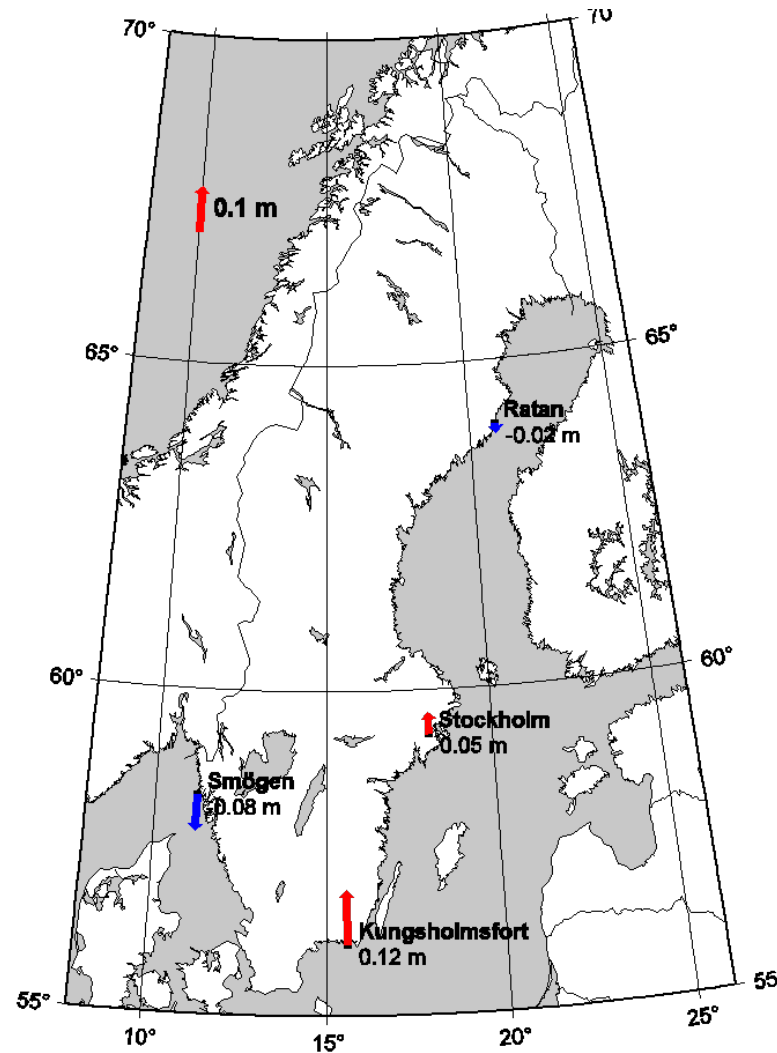 70°
70
0.1 m
65°
65°
Ratan
-0.02 m
60°
60°
Stockholm
0.05 m
Smögen
-0.08 m
Kungsholmsfort
0.12 m
55°
55
10°
15°
20°
25°